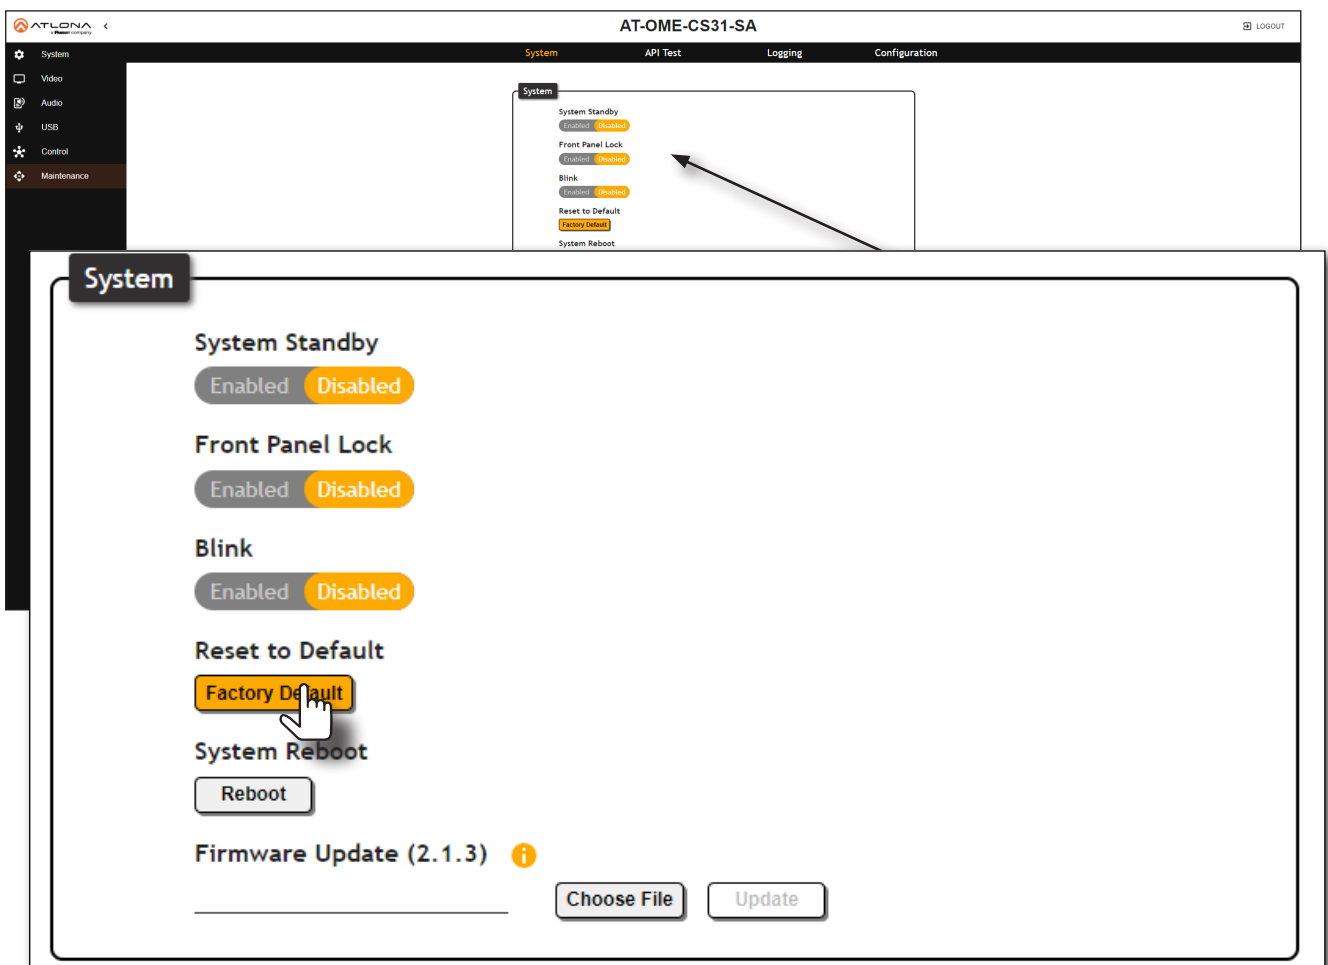 ATLONA
a Panduit company
AT-OME-CS31-SA
LOGOUT
System
Video
Audio
USB
Control
Maintenance
System API Test Logging Configuration
System
System Standby
Enabled Disabled
Front Panel Lock
Enabled Disabled
Blink
Enabled Disabled
Reset to Default
Factory Default
System Reboot
System
System Standby
Enabled Disabled
Front Panel Lock
Enabled Disabled
Blink
Enabled Disabled
Reset to Default
Factory Default
System Reboot
Reboot
Firmware Update (2.1.3)
Choose File Update